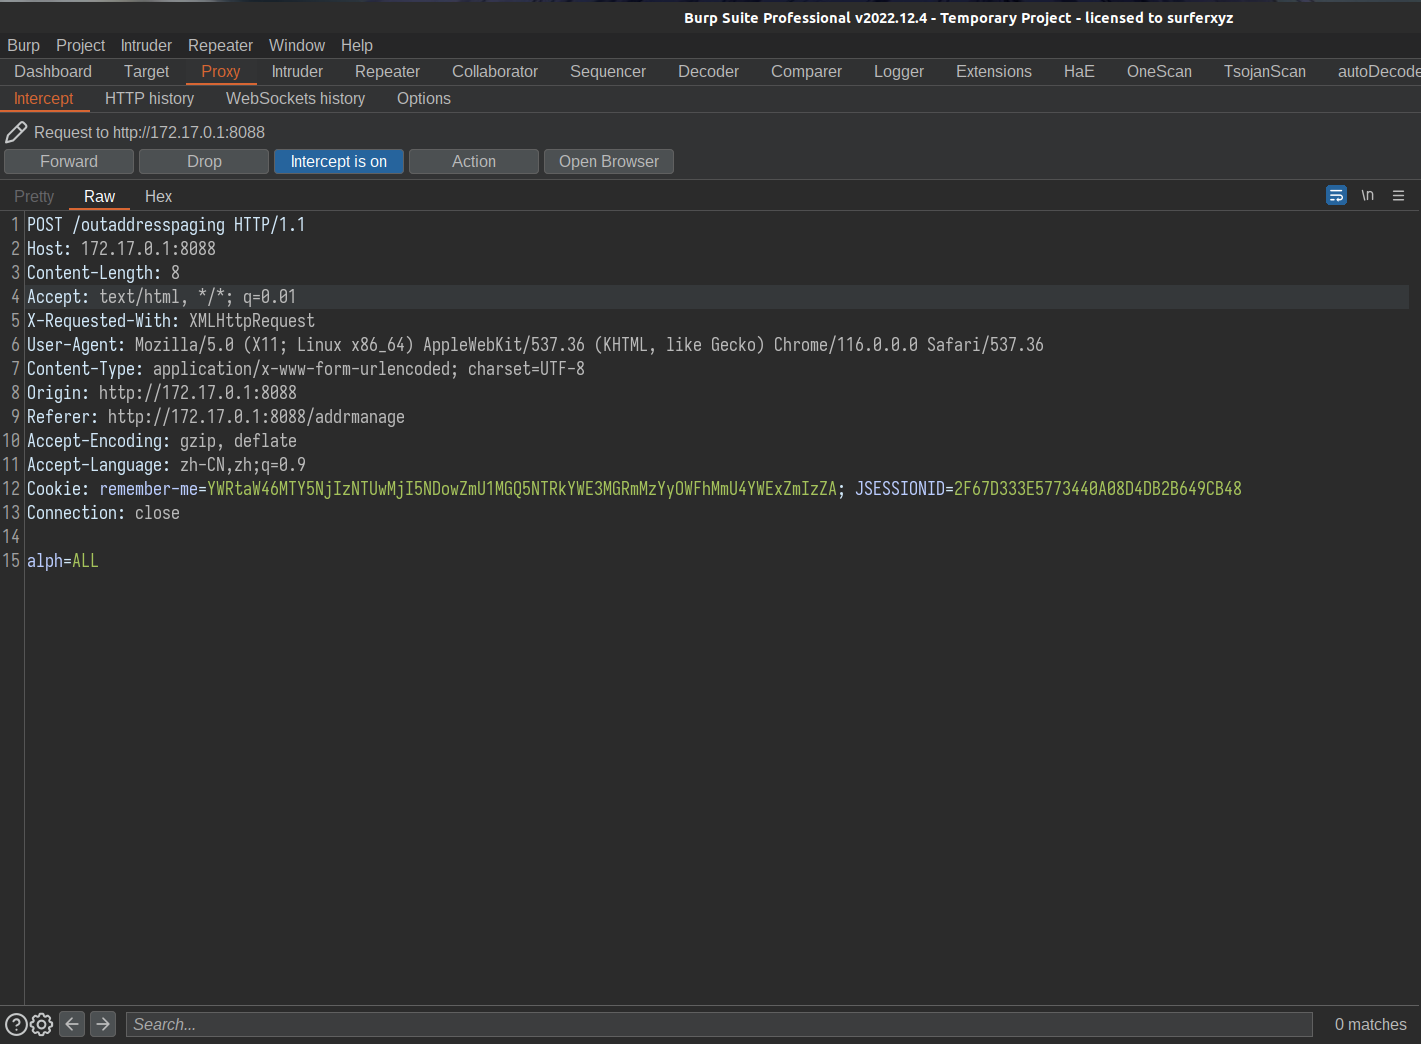 Burp Suite Professional v2022.12.4 - Temporary Project - licensed to surferxyz
Burp Project Intruder Repeater Window Help
Dashboard Target Proxy Intruder Repeater Collaborator Sequencer Decoder Comparer Logger Extensions HaE OneScan TsojanScan autoDecode
Intercept HTTP history WebSockets history Options
Request to http://172.17.0.1:8088
Forward Drop Intercept is on Action Open Browser
Pretty Raw Hex \n
1 POST /outaddresspaging HTTP/1.1
2 Host: 172.17.0.1:8088
3 Content-Length: 8
4 Accept: text/html, */*; q=0.01
5 X-Requested-With: XMLHttpRequest
6 User-Agent: Mozilla/5.0 (X11; Linux x86_64) AppleWebKit/537.36 (KHTML, like Gecko) Chrome/116.0.0.0 Safari/537.36
7 Content-Type: application/x-www-form-urlencoded; charset=UTF-8
8 Origin: http://172.17.0.1:8088
9 Referer: http://172.17.0.1:8088/addrmanage
10 Accept-Encoding: gzip, deflate
11 Accept-Language: zh-CN,zh;q=0.9
12 Cookie: remember-me=YWRtaW46MTY5NjIzNTUwMjI5NDowZmU1MGQ5NTRkYWE3MGRmMzYyOWFhMmU4YWExZmIzZA; JSESSIONID=2F67D333E5773440A08D4DB2B649CB48
13 Connection: close
14
15 alph=ALL
Search...
0 matches